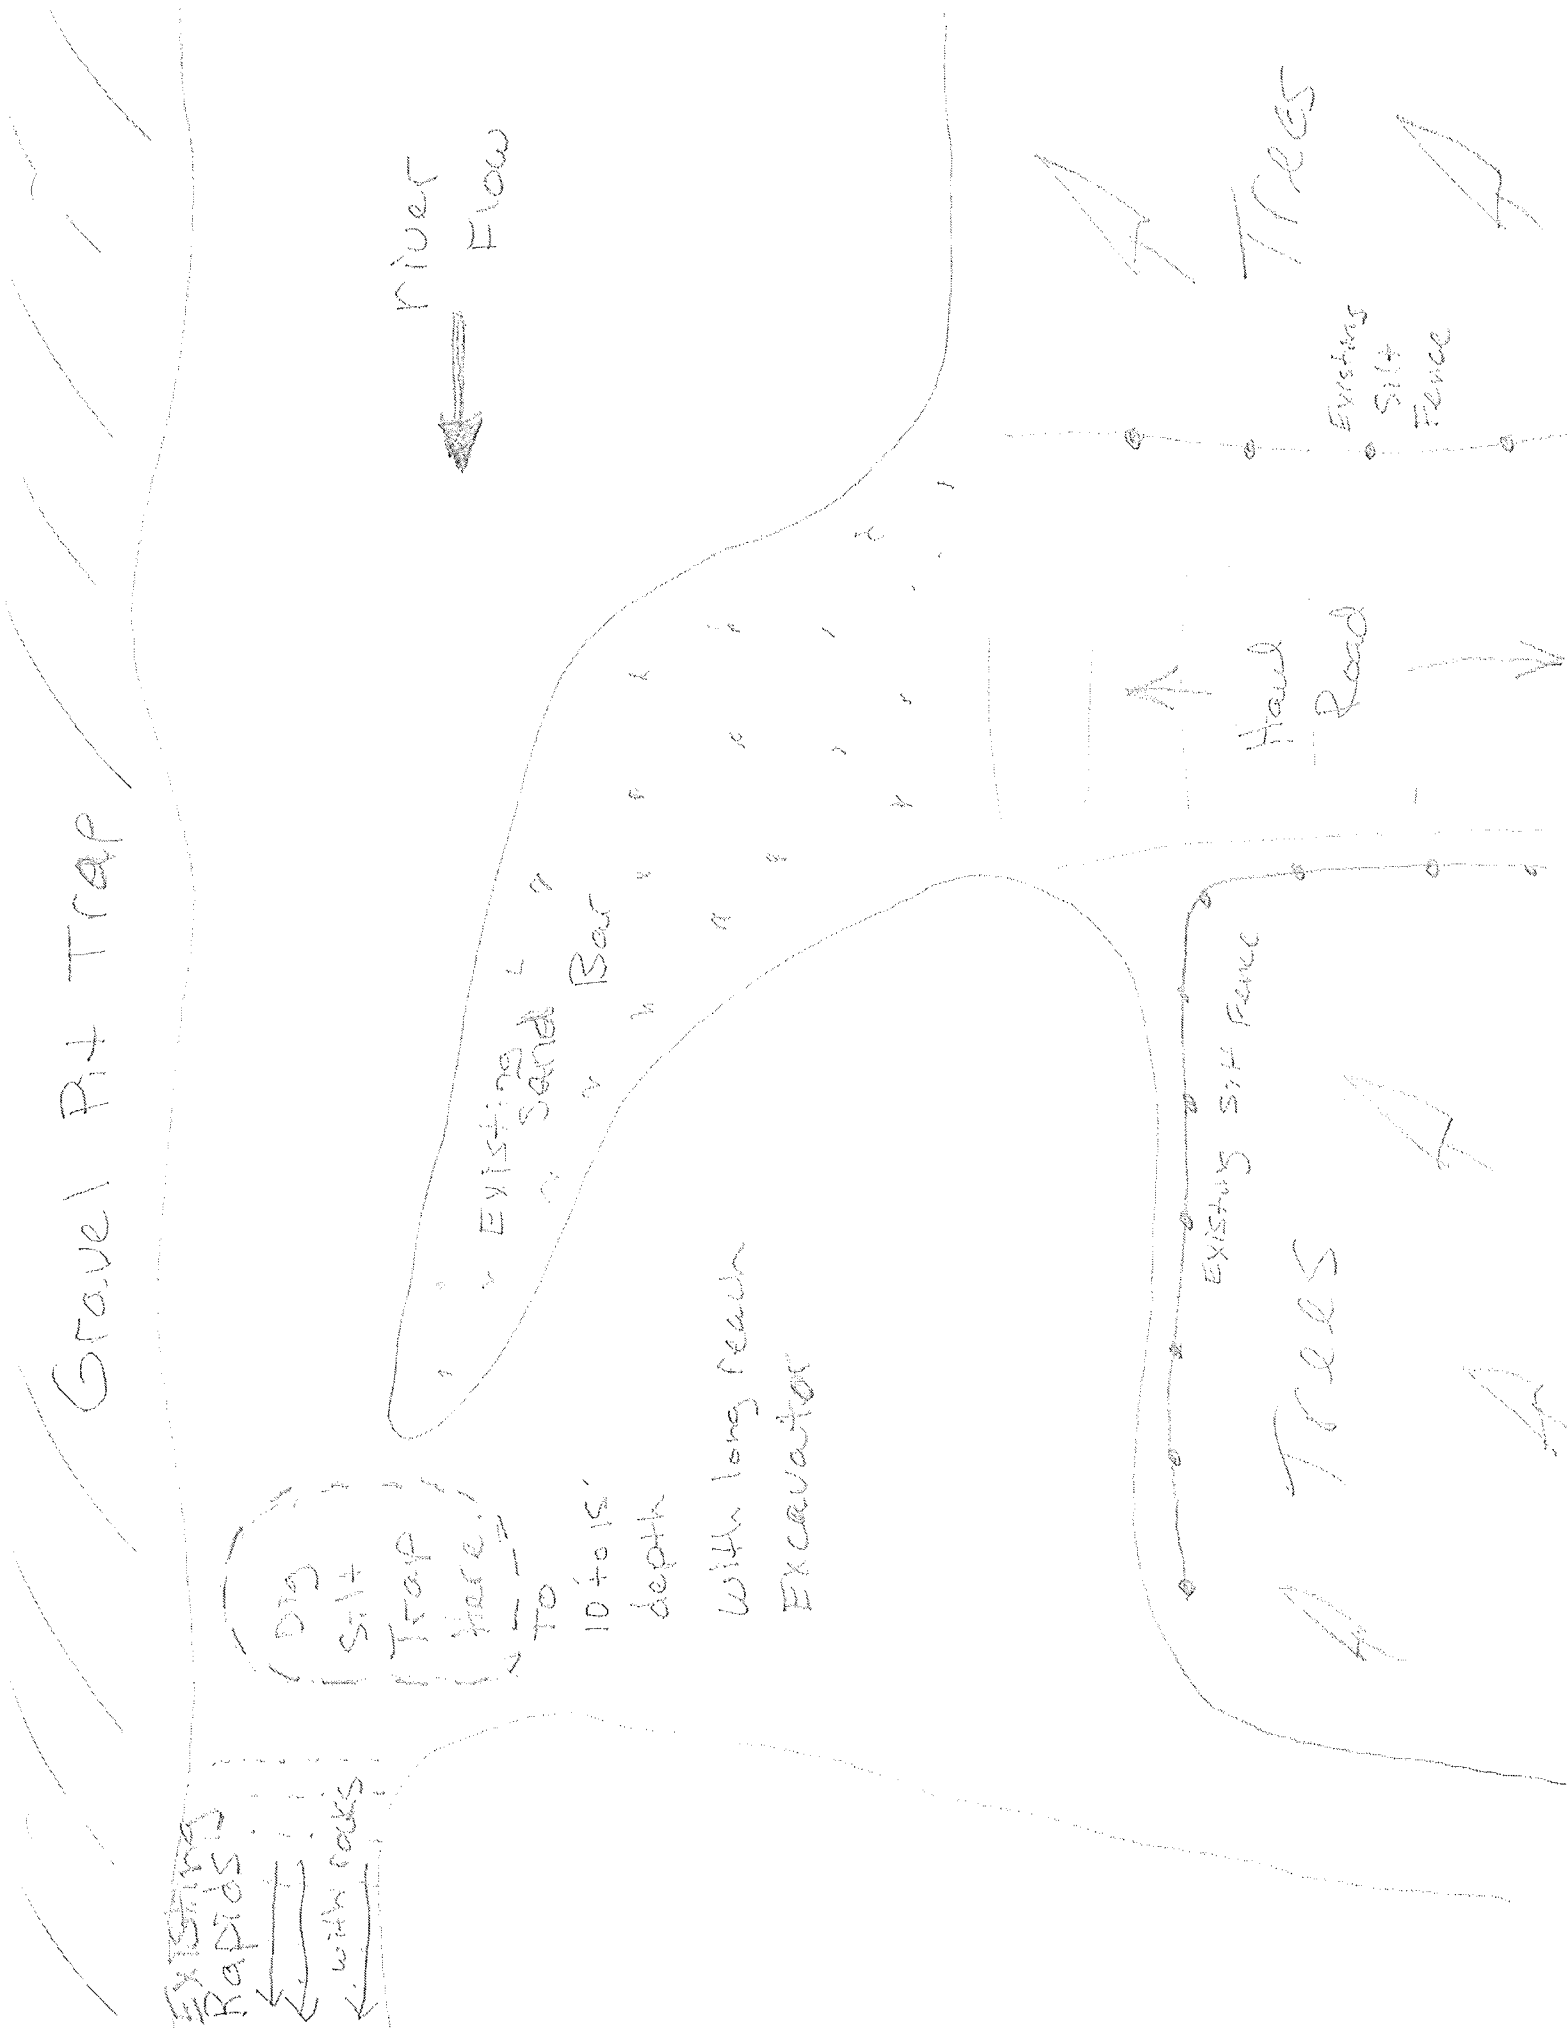 Gravel Pit Trap
river
Flow
Existing
Rapids
with rocks
Dig
Silt
Trap
Here.
TO
10' to 15'
depth
with long reach
Excavator
Existing
Sand
Bar
Haul
Road
Existing
Silt
Fence
Trees
Existing Silt Fence
Trees